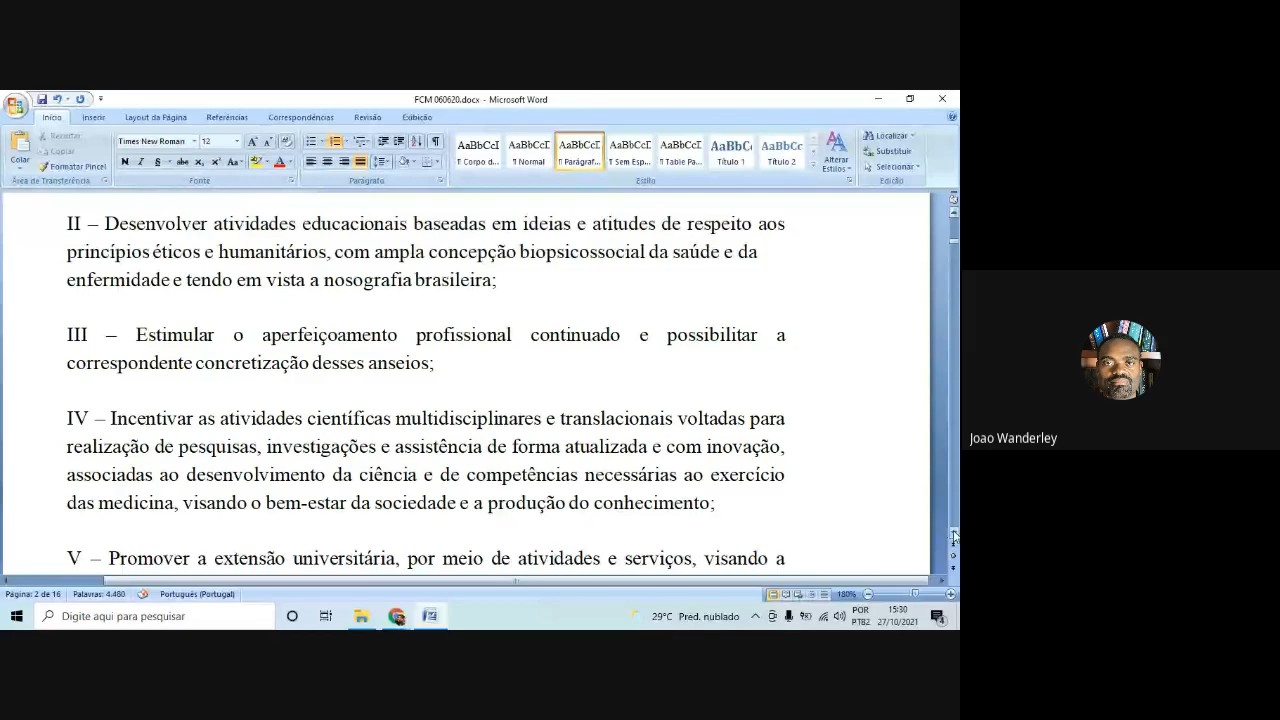 FCM 060620.docx - Microsoft Word
Início Inserir Layout da Página Referências Correspondências Revisão Exibição
Recortar
Copiar
Colar
Formatar Pincel
Área de Transferência
Times New Roman 12
Fonte
Parágrafo
AaBbCcI AaBbCcI AaBbCcI AaBbCcI AaBbCcI AaBbC AaBbCc
¶ Corpo d... ¶ Normal ¶ Parágraf... ¶ Sem Esp... ¶ Table Pa... Título 1 Título 2
Alterar Estilos
Estilo
Localizar
Substituir
Selecionar
Edição
II – Desenvolver atividades educacionais baseadas em ideias e atitudes de respeito aos
princípios éticos e humanitários, com ampla concepção biopsicossocial da saúde e da
enfermidade e tendo em vista a nosografia brasileira;
III – Estimular o aperfeiçoamento profissional continuado e possibilitar a
correspondente concretização desses anseios;
IV – Incentivar as atividades científicas multidisciplinares e translacionais voltadas para
realização de pesquisas, investigações e assistência de forma atualizada e com inovação,
associadas ao desenvolvimento da ciência e de competências necessárias ao exercício
das medicina, visando o bem-estar da sociedade e a produção do conhecimento;
V – Promover a extensão universitária, por meio de atividades e serviços, visando a
Página: 2 de 16 Palavras: 4.480 Português (Portugal) 180%
Digite aqui para pesquisar
29°C Pred. nublado
POR
PTB2
15:30
27/10/2021
Joao Wanderley